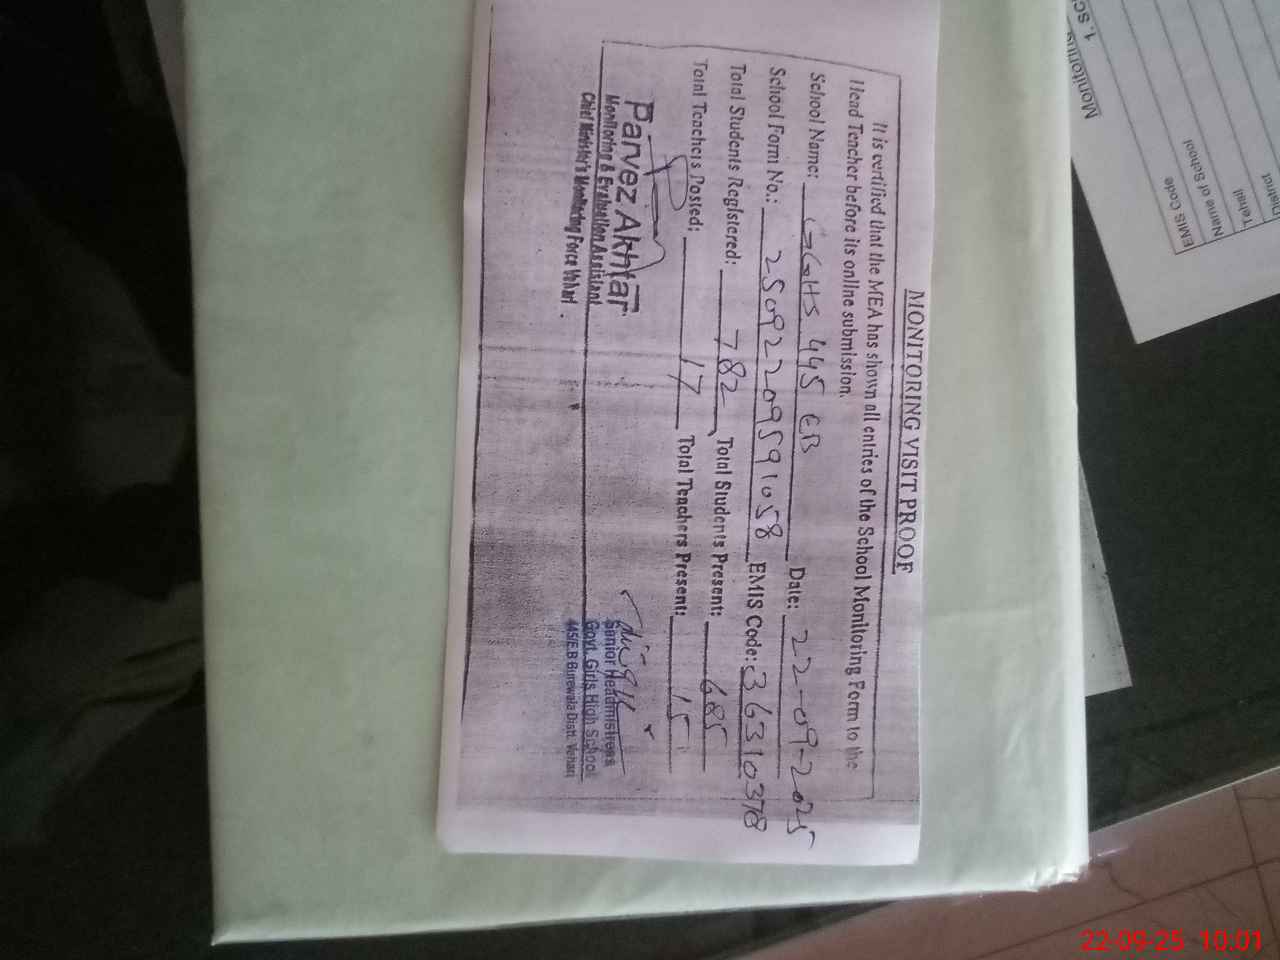 MONITORING VISIT PROOF
It is certified that the MEA has shown all entries of the School Monitoring Form to the
Head Teacher before its online submission.
School Name: GGHS 445 EB Date: 22-09-2025
School Form No.: 25092209591058 EMIS Code: 36310378
Total Students Registered: 782 Total Students Present: 685
Total Teachers Posted: 17 Total Teachers Present: 15
Parvez Akhtar
Monitoring & Evaluation Assistant
Chief Minister's Monitoring Force Vehari.
Senior Headmistress
Govt. Girls High School
445/E.B Burewala Distt. Vehari
Monitoring
1. SC
EMIS Code
Name of School
Tehsil
District
22-09-25 10:01